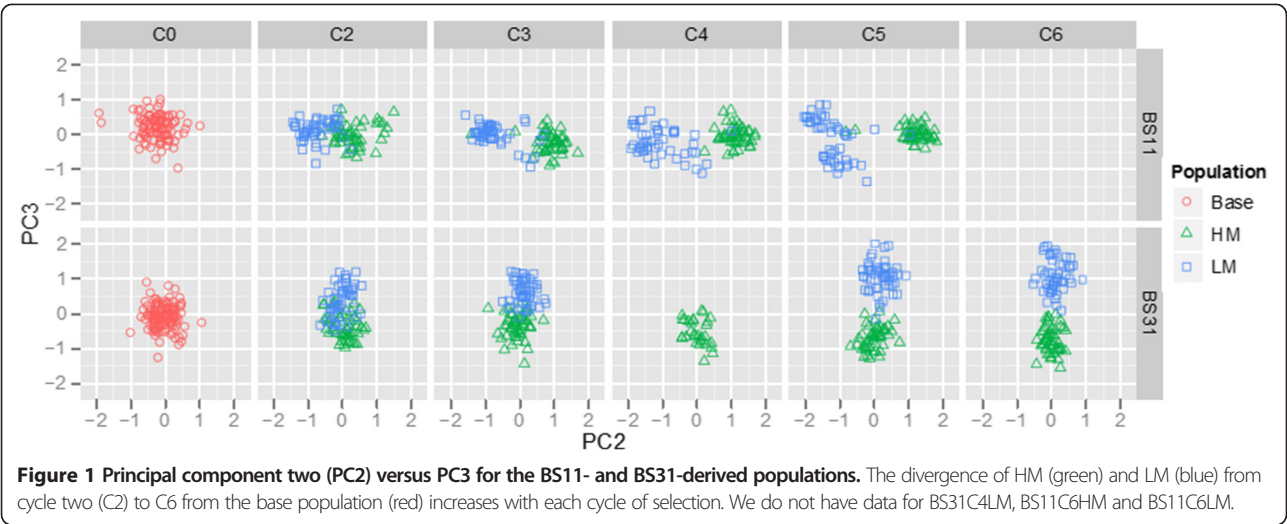 C0 C2 C3 C4 C5 C6
2
1
0
−1
−2
BS11
PC3
2
1
0
−1
−2
BS31
−2 −1 0 1 2 −2 −1 0 1 2 −2 −1 0 1 2 −2 −1 0 1 2 −2 −1 0 1 2 −2 −1 0 1 2
PC2
Population
Base
HM
LM
Figure 1 Principal component two (PC2) versus PC3 for the BS11- and BS31-derived populations. The divergence of HM (green) and LM (blue) from
cycle two (C2) to C6 from the base population (red) increases with each cycle of selection. We do not have data for BS31C4LM, BS11C6HM and BS11C6LM.